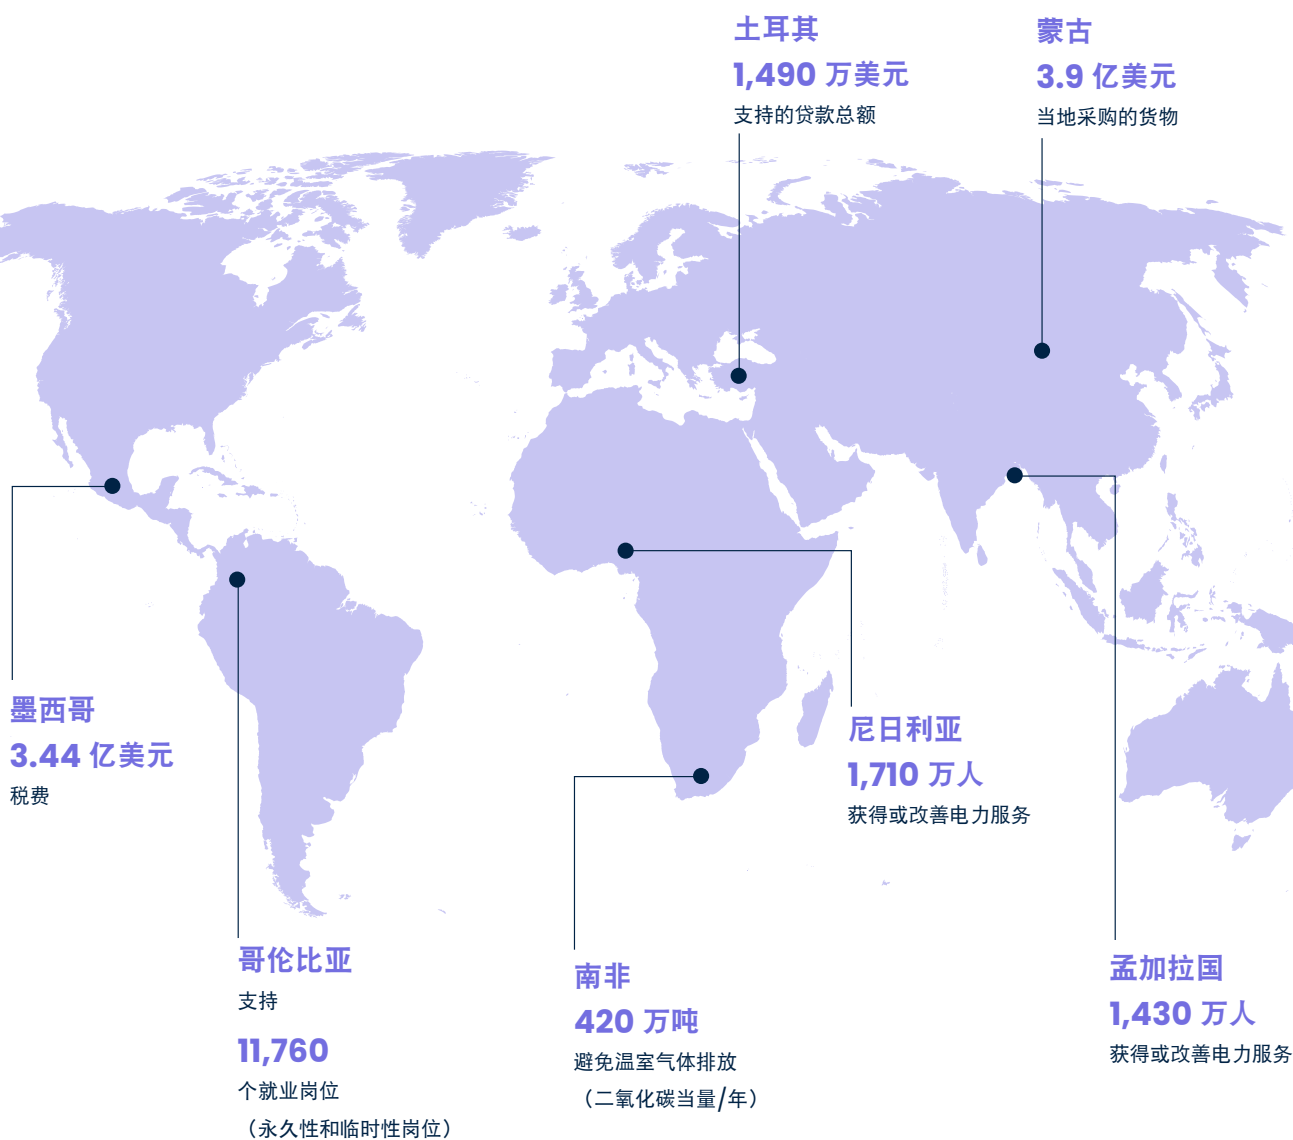 土耳其
1,490 万美元
支持的贷款总额
蒙古
3.9 亿美元
当地采购的货物
墨西哥
3.44 亿美元
税费
尼日利亚
1,710 万人
获得或改善电力服务
哥伦比亚
支持
11,760
个就业岗位
（永久性和临时性岗位）
南非
420 万吨
避免温室气体排放
（二氧化碳当量/年）
孟加拉国
1,430 万人
获得或改善电力服务